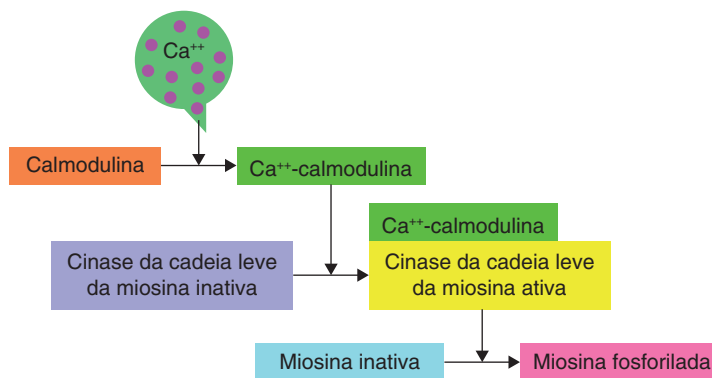 Ca⁺⁺
Calmodulina
Ca⁺⁺-calmodulina
Ca⁺⁺-calmodulina
Cinase da cadeia leve
da miosina inativa
Cinase da cadeia leve
da miosina ativa
Miosina inativa
Miosina fosforilada